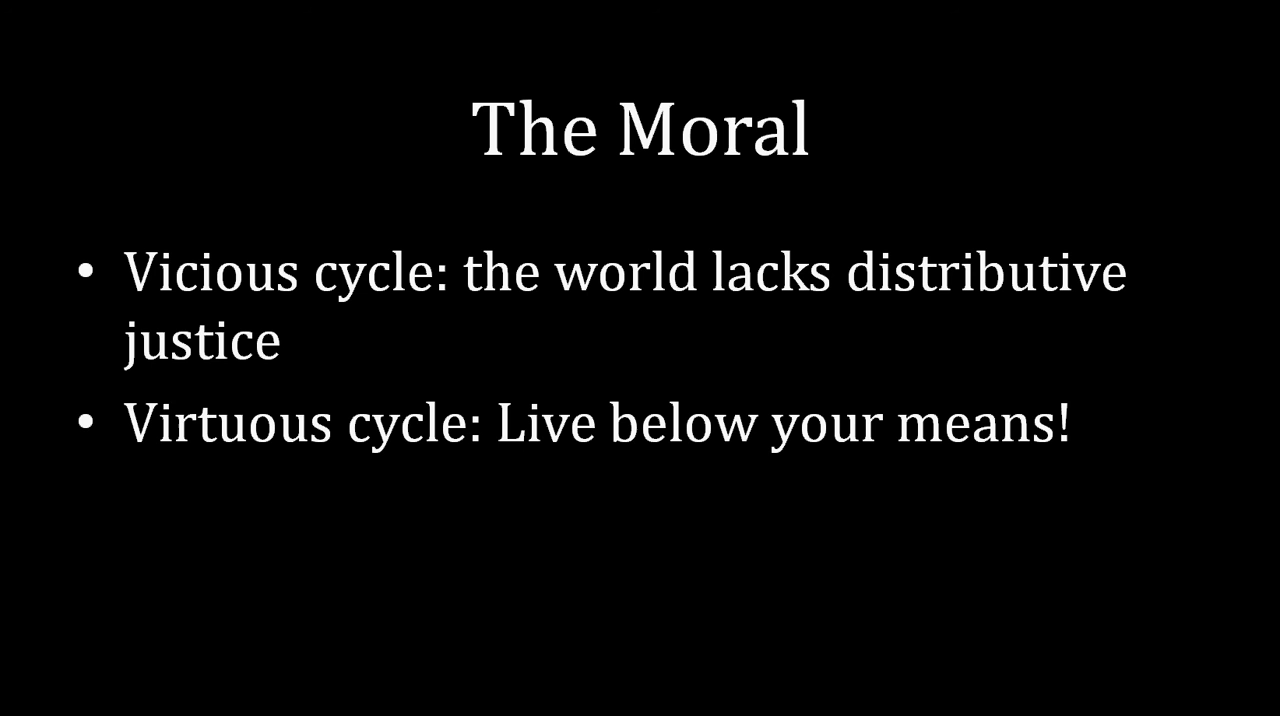 The Moral
• Vicious cycle: the world lacks distributive
justice
• Virtuous cycle: Live below your means!